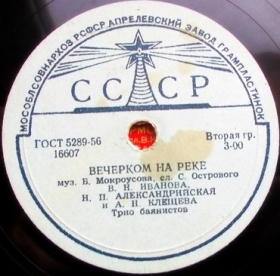 МОСОБЛСОВНАРХОЗ РСФСР АПРЕЛЕВСКИЙ ЗАВОД ГРАМПЛАСТИНОК
СССР
ГОСТ 5289-56
16607
Вторая гр.
3-00
ВЕЧЕРКОМ НА РЕКЕ
муз. Б. Мокроусова, сл. С. Острового
В. Н. ИВАНОВА,
Н. П. АЛЕКСАНДРИЙСКАЯ
и А. Н. КЛЕЩЕВА
Трио баянистов